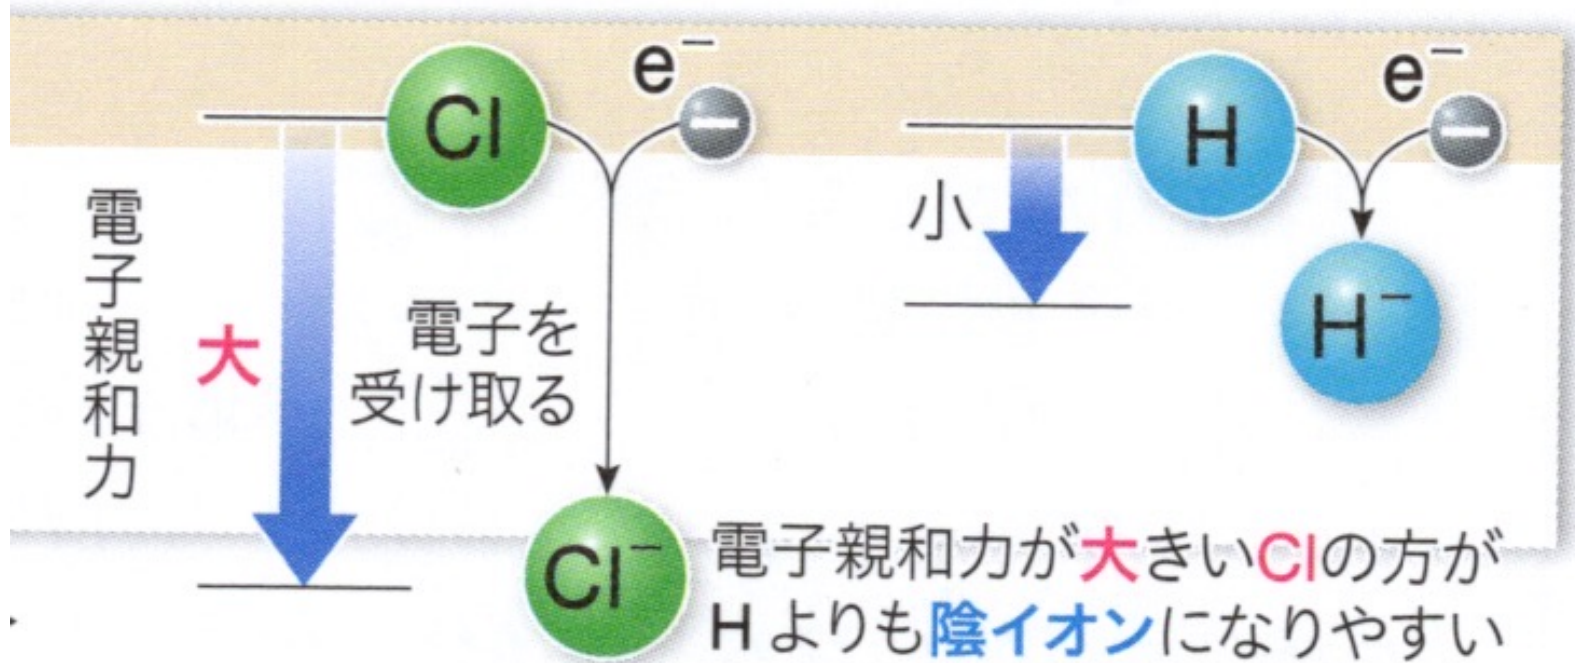 Cl
e⁻
−
H
e⁻
−
電子親和力
大
電子を
受け取る
小
H⁻
Cl⁻
電子親和力が大きいClの方が
Hよりも陰イオンになりやすい